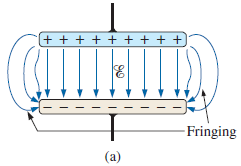 + + + + + + + + + +
ℰ
− − − − − − − − − −
Fringing
(a)